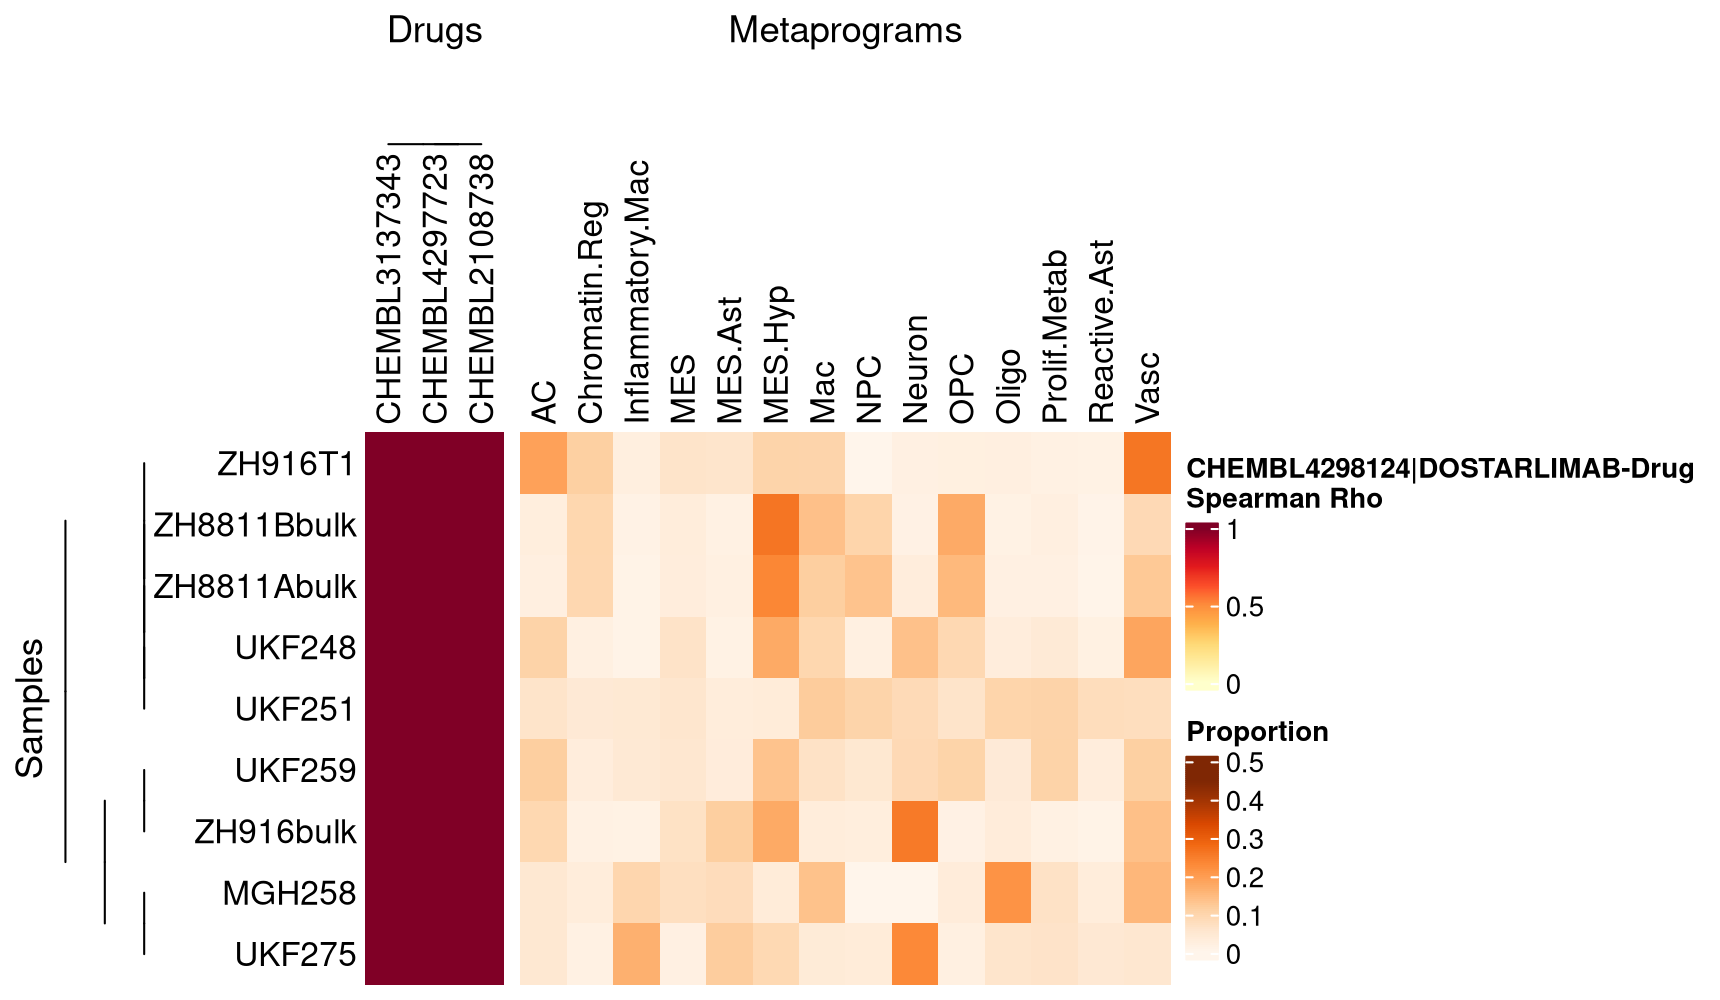 Drugs
Metaprograms
CHEMBL3137343
CHEMBL4297723
CHEMBL2108738
AC
Chromatin.Reg
Inflammatory.Mac
MES
MES.Ast
MES.Hyp
Mac
NPC
Neuron
OPC
Oligo
Prolif.Metab
Reactive.Ast
Vasc
Samples
ZH916T1
ZH8811Bbulk
ZH8811Abulk
UKF248
UKF251
UKF259
ZH916bulk
MGH258
UKF275
CHEMBL4298124|DOSTARLIMAB-Drug
Spearman Rho
1
0.5
0
Proportion
0.5
0.4
0.3
0.2
0.1
0